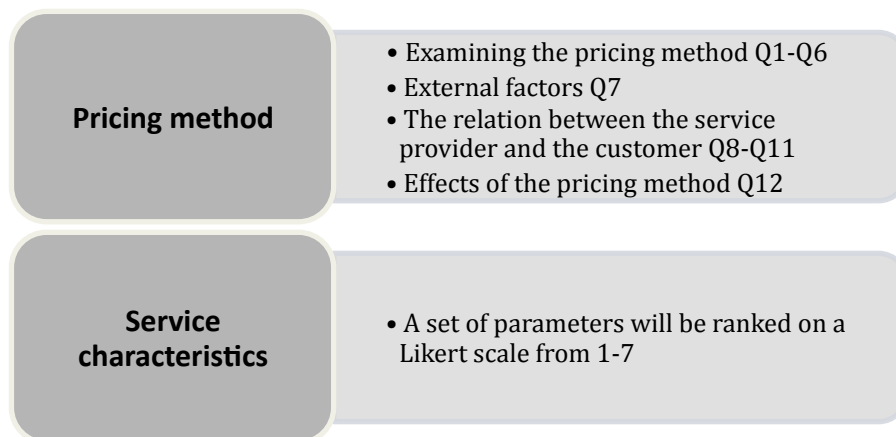 Pricing method
• Examining the pricing method Q1-Q6
• External factors Q7
• The relation between the service
provider and the customer Q8-Q11
• Effects of the pricing method Q12
Service
characteristics
• A set of parameters will be ranked on a
Likert scale from 1-7